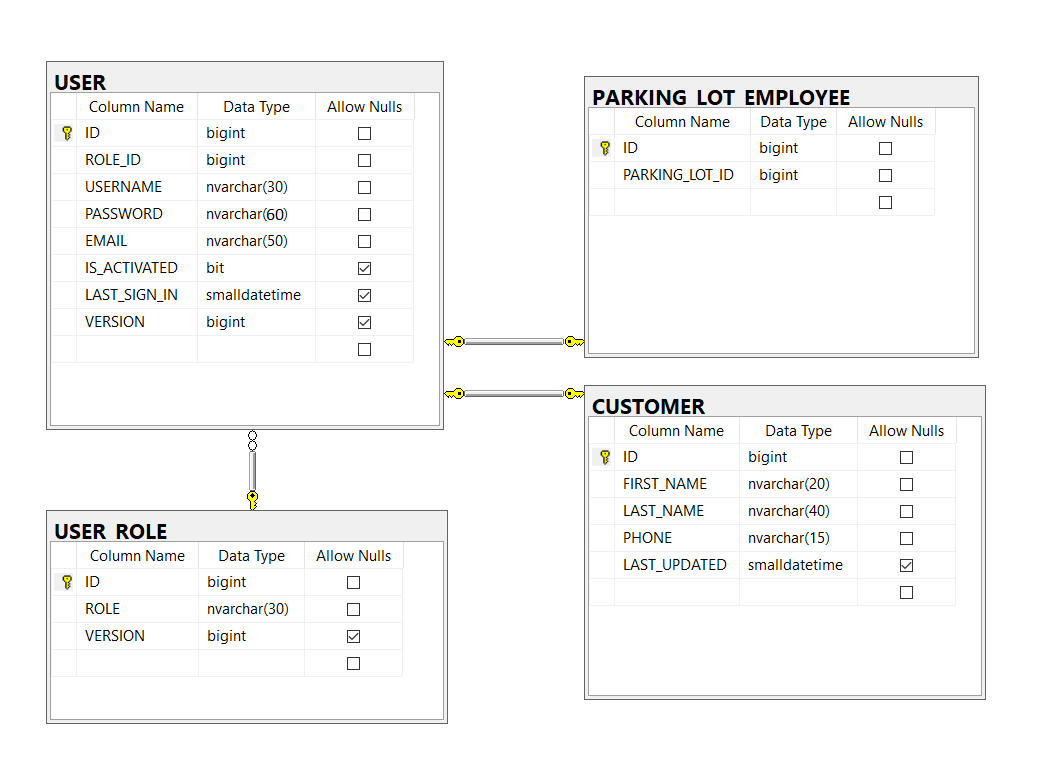 USER
Column Name Data Type Allow Nulls
ID bigint
ROLE_ID bigint
USERNAME nvarchar(30)
PASSWORD nvarchar(60)
EMAIL nvarchar(50)
IS_ACTIVATED bit
LAST_SIGN_IN smalldatetime
VERSION bigint
PARKING_LOT_EMPLOYEE
Column Name Data Type Allow Nulls
ID bigint
PARKING_LOT_ID bigint
USER_ROLE
Column Name Data Type Allow Nulls
ID bigint
ROLE nvarchar(30)
VERSION bigint
CUSTOMER
Column Name Data Type Allow Nulls
ID bigint
FIRST_NAME nvarchar(20)
LAST_NAME nvarchar(40)
PHONE nvarchar(15)
LAST_UPDATED smalldatetime